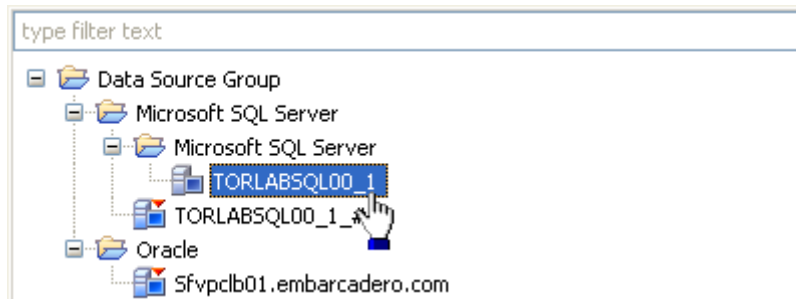 type filter text
Data Source Group
Microsoft SQL Server
Microsoft SQL Server
TORLABSQL00_1
TORLABSQL00_1_
Oracle
Sfvpclb01.embarcadero.com